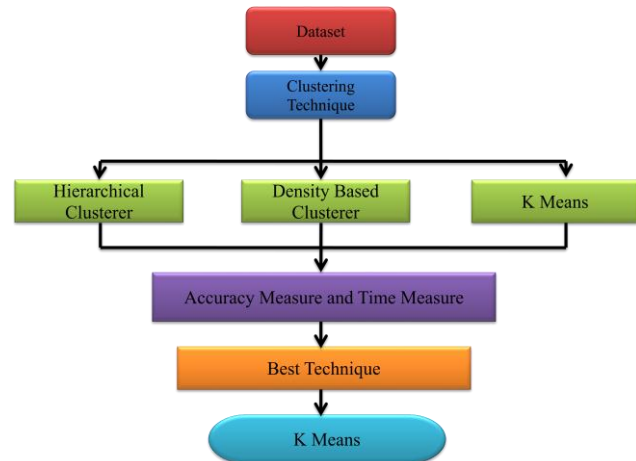 Dataset
Clustering
Technique
Hierarchical
Clusterer
Density Based
Clusterer
K Means
Accuracy Measure and Time Measure
Best Technique
K Means